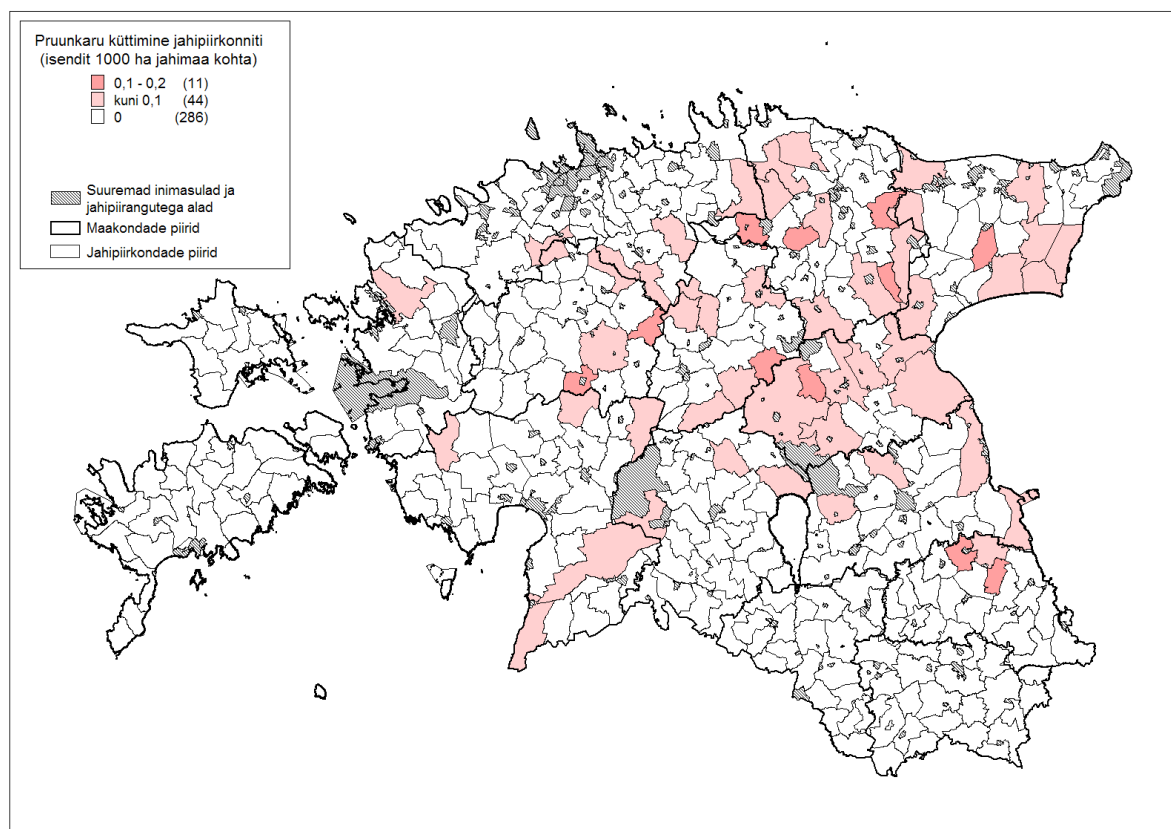 Pruunkaru küttimine jahipiirkonniti
(isendit 1000 ha jahimaa kohta)
0,1 - 0,2 (11)
kuni 0,1 (44)
0 (286)
Suuremad inimasulad ja
jahipiirangutega alad
Maakondade piirid
Jahipiirkondade piirid